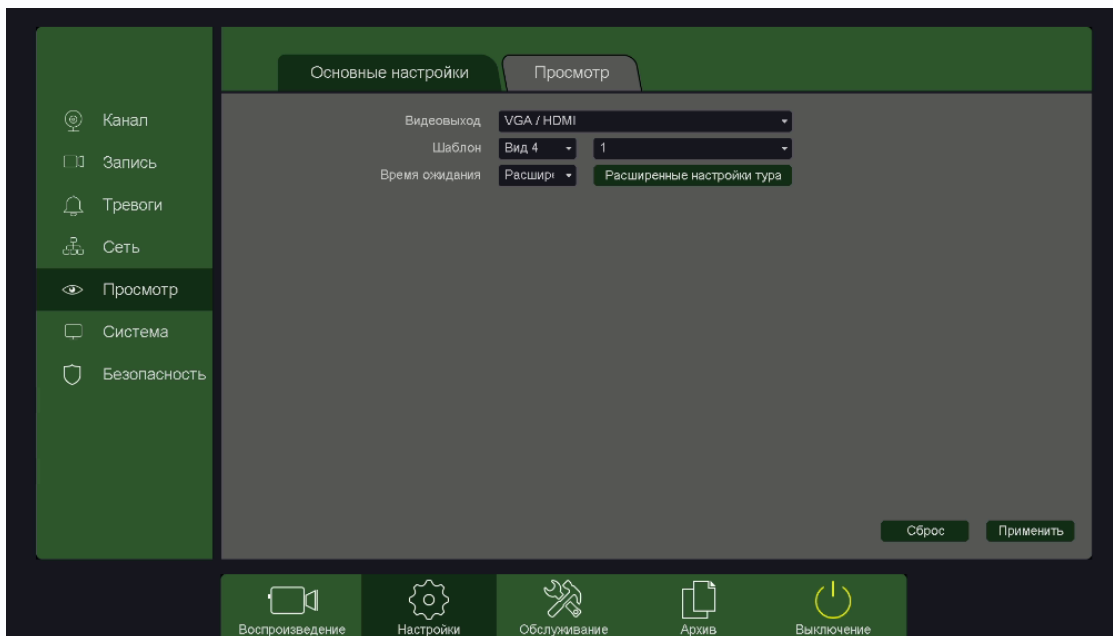 Основные настройки Просмотр
Канал
Запись
Тревоги
Сеть
Просмотр
Система
Безопасность
Видеовыход VGA / HDMI
Шаблон Вид 4 1
Время ожидания Расшире Расширенные настройки тура
Сброс Применить
Воспроизведение Настройки Обслуживание Архив Выключение